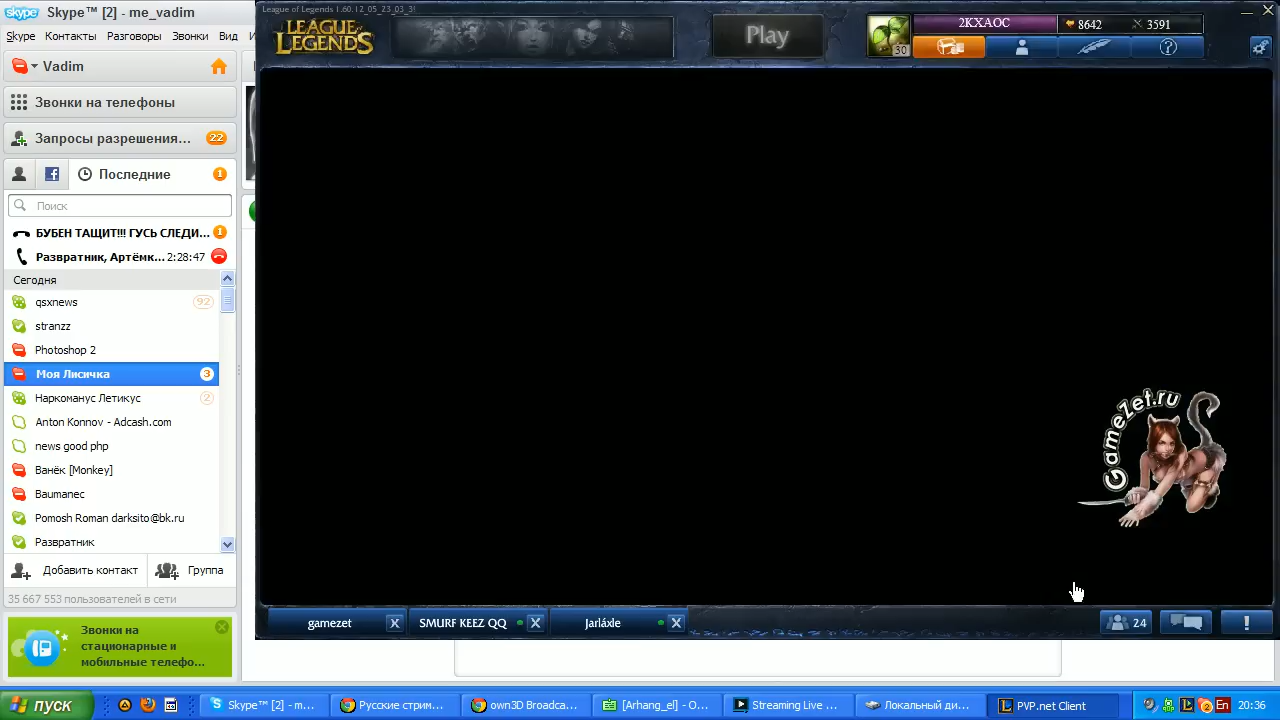 Skype™ [2] - me_vadim
Skype Контакты Разговоры Звонки Вид
Vadim
Звонки на телефоны
Запросы разрешения... 22
Последние 1
Поиск
БУБЕН ТАЩИТ!!! ГУСЬ СЛЕДИ... 1
Развратник, Артёмк... 2:28:47
Сегодня
qsxnews 92
stranzz
Photoshop 2
Моя Лисичка 3
Наркоманус Летикус 2
Anton Konnov - Adcash.com
news good php
Ванёк [Monkey]
Baumanec
Pomosh Roman darksito@bk.ru
Развратник
Добавить контакт Группа
35 667 553 пользователей в сети
Звонки на
стационарные и
мобильные телефо...
League of Legends 1.60.12_05_23_03_3!
LEAGUE OF LEGENDS
Play
30
2KXAOC
8642 3591
GameZet.ru
gamezet SMURF KEEZ QQ Jarláxle 24
пуск Skype™ [2] - m... Русские стрим... own3D Broadca... [Arhang_el] - O... Streaming Live ... Локальный ди... PVP.net Client 2 En 20:36